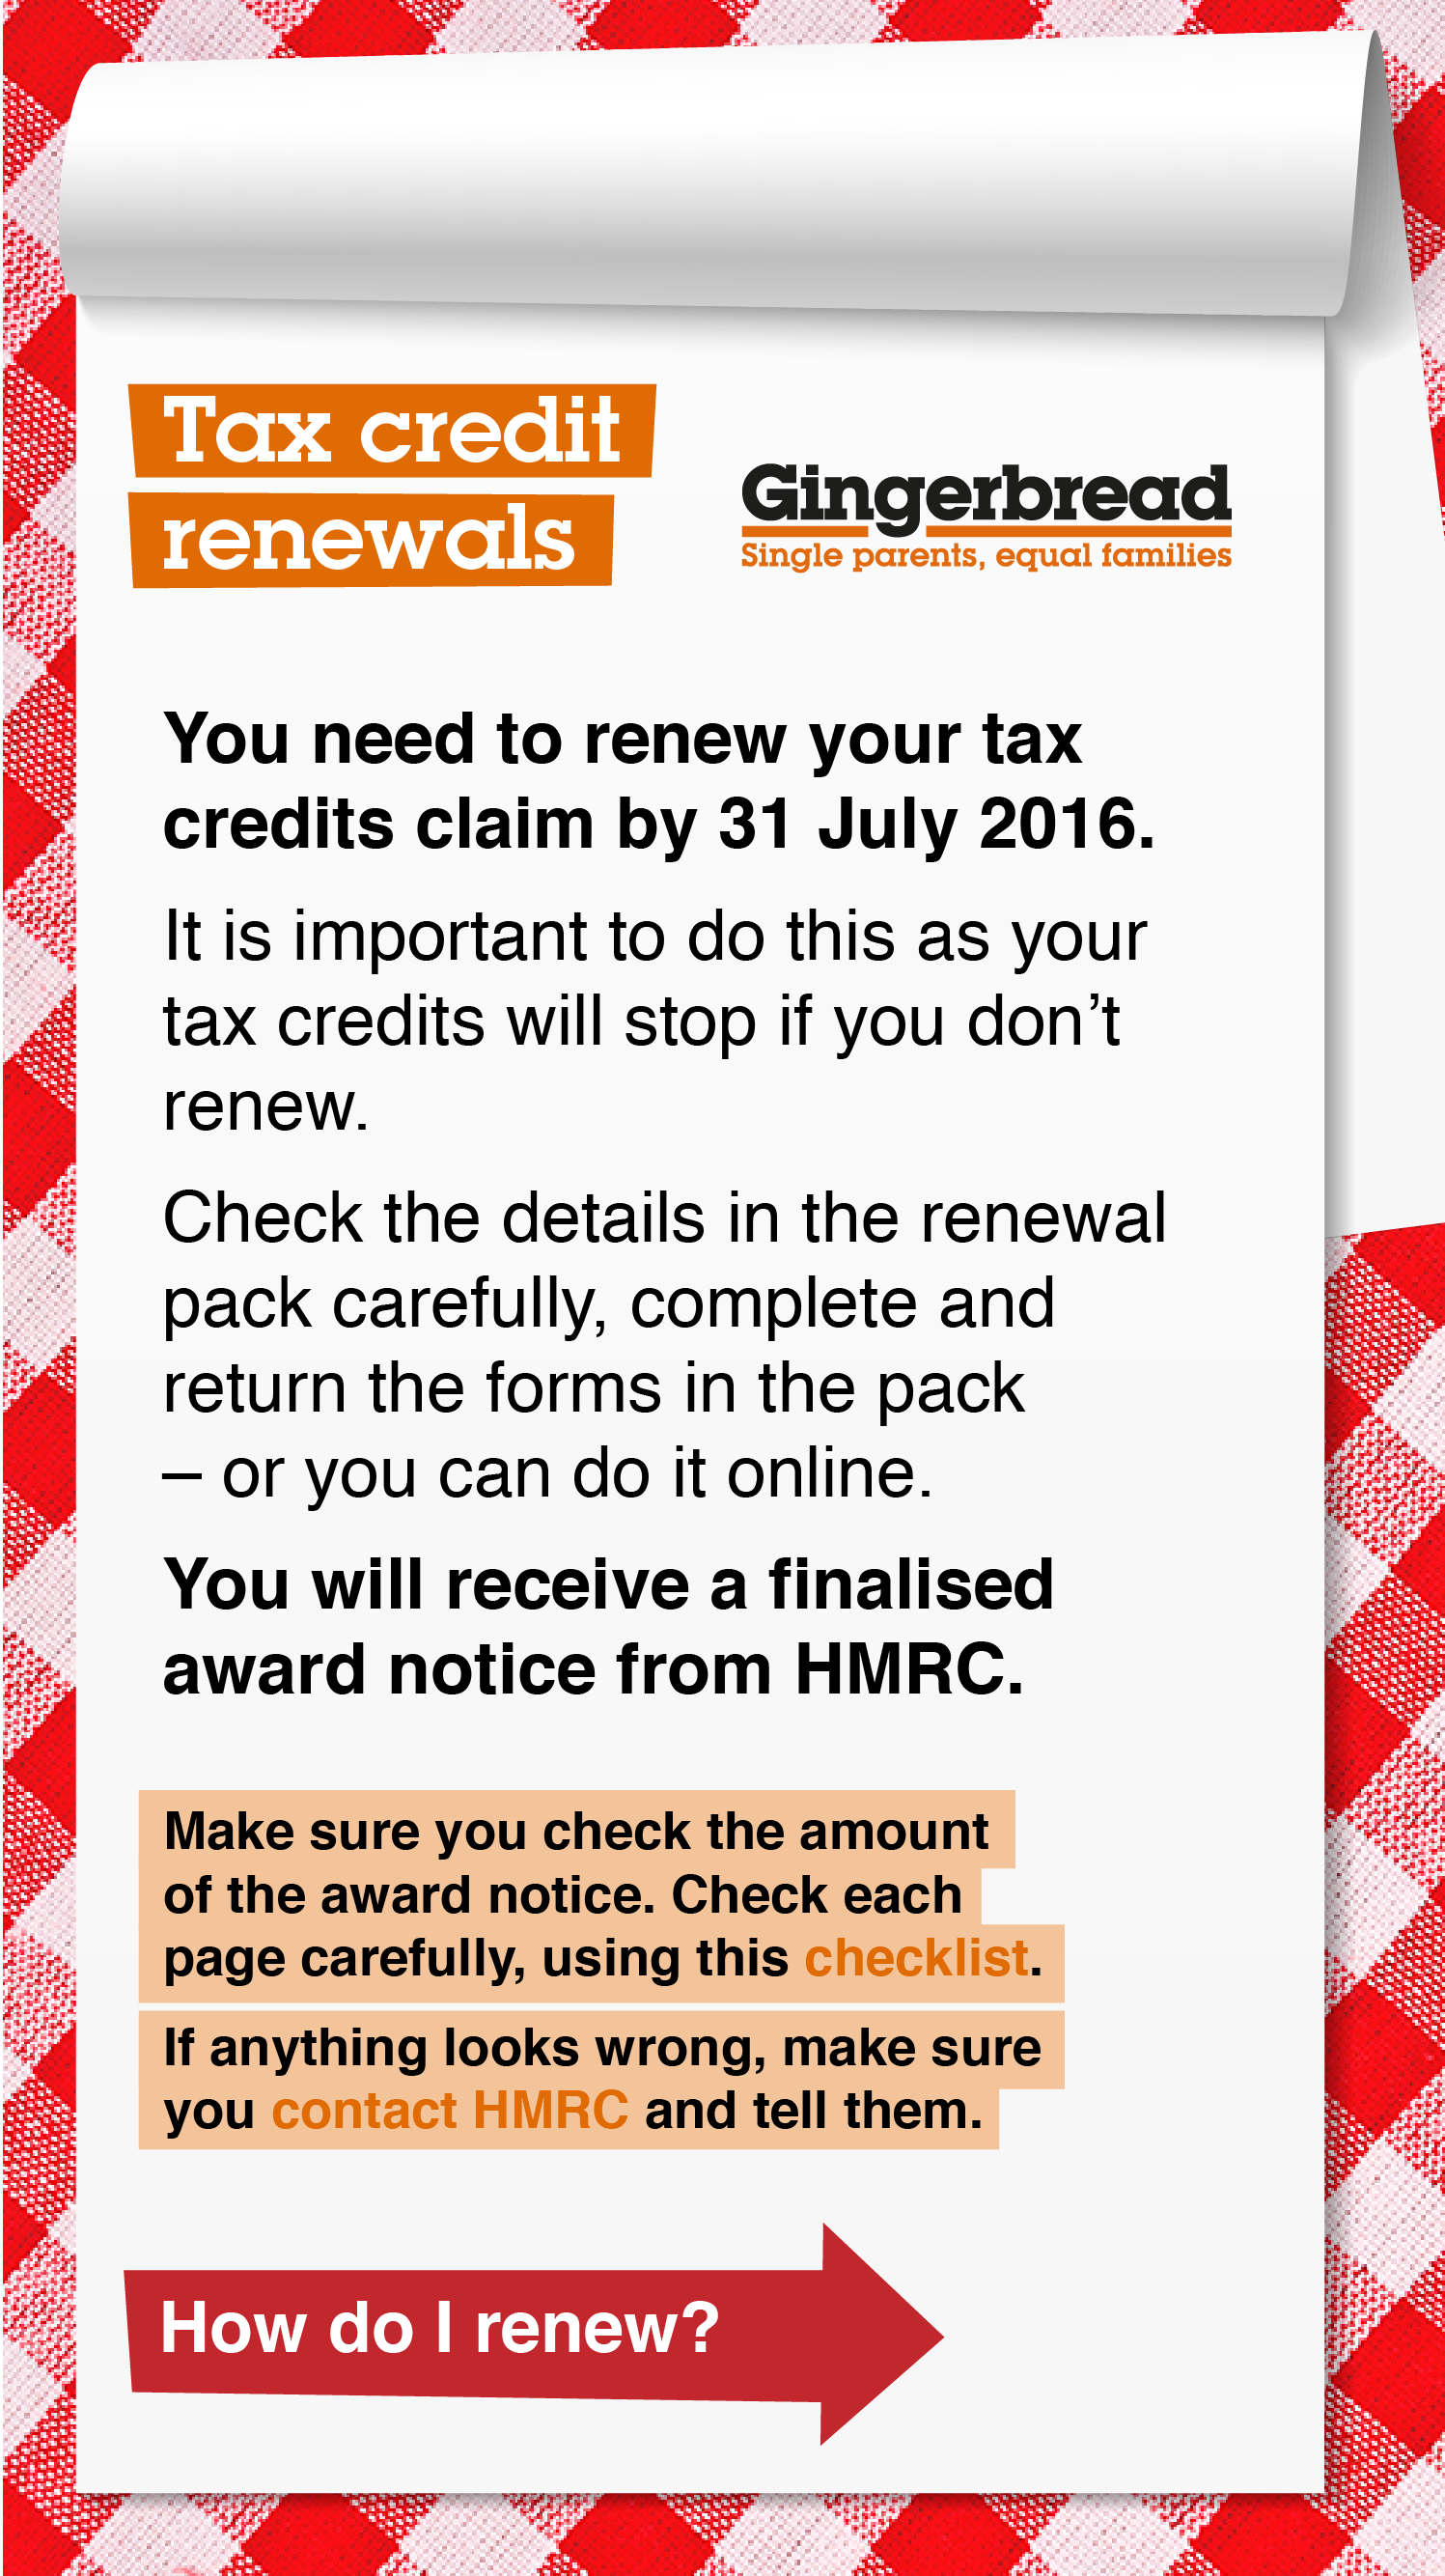 Tax credit
renewals
Gingerbread
Single parents, equal families
You need to renew your tax
credits claim by 31 July 2016.
It is important to do this as your
tax credits will stop if you don’t
renew.
Check the details in the renewal
pack carefully, complete and
return the forms in the pack
– or you can do it online.
You will receive a finalised
award notice from HMRC.
Make sure you check the amount
of the award notice. Check each
page carefully, using this checklist.
If anything looks wrong, make sure
you contact HMRC and tell them.
How do I renew?